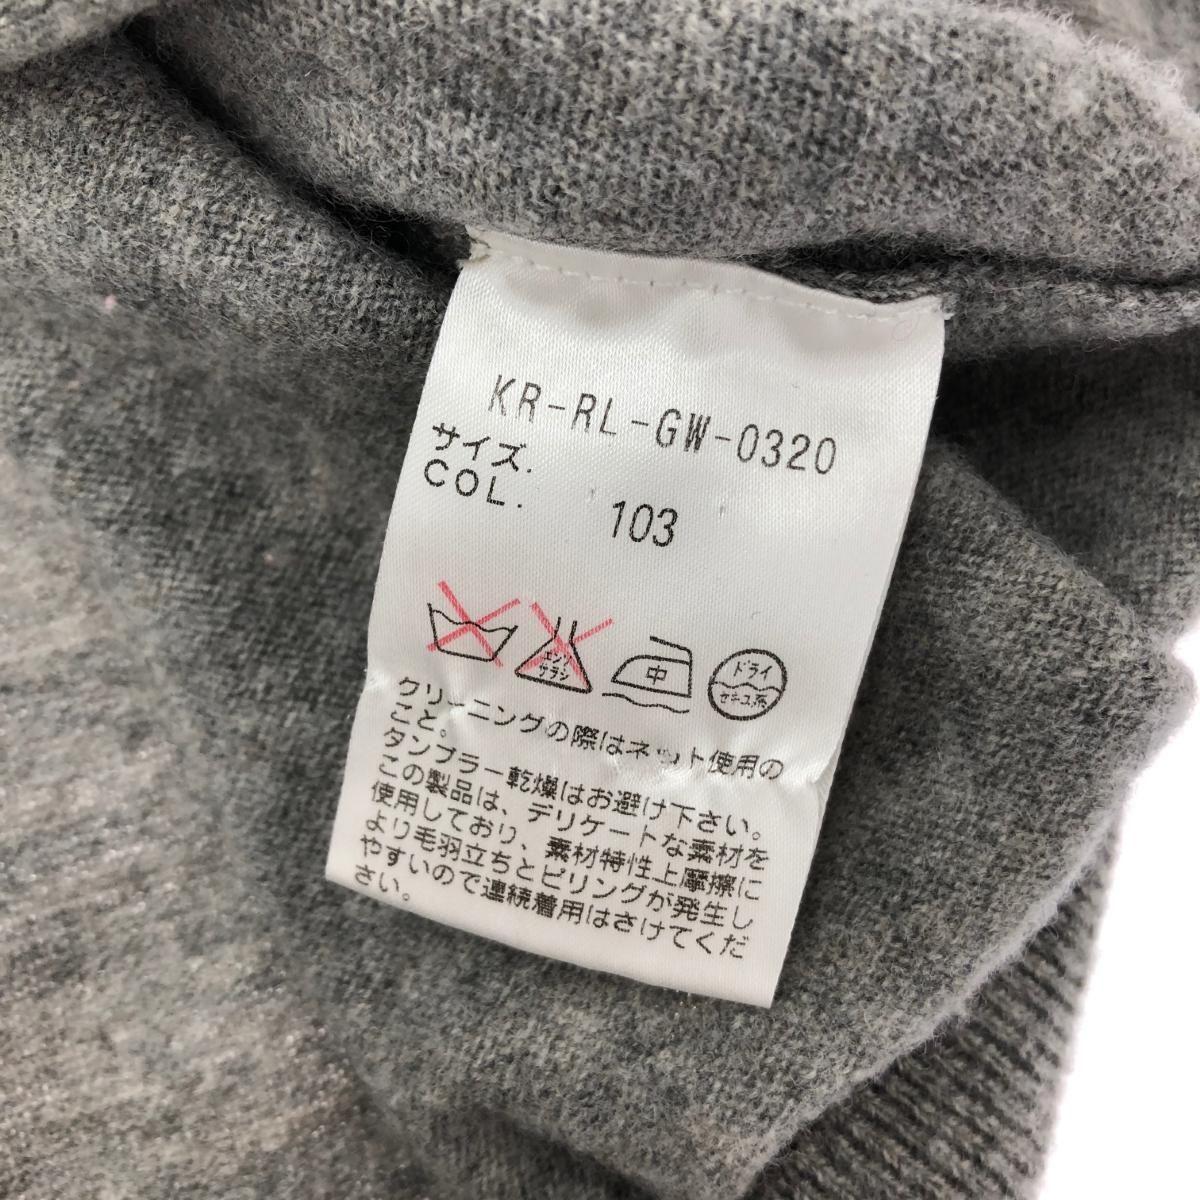 KR-RL-GW-0320
サイズ.
COL. 103
エンソ
サラシ
中
ドライ
セキユ系
クリーニングの際はネット使用の
こと。
タンブラー乾燥はお避け下さい。
この製品は、デリケートな素材を
使用しており、素材特性上摩擦に
より毛羽立ちとピリングが発生し
やすいので連続着用はさけてくだ
さい。